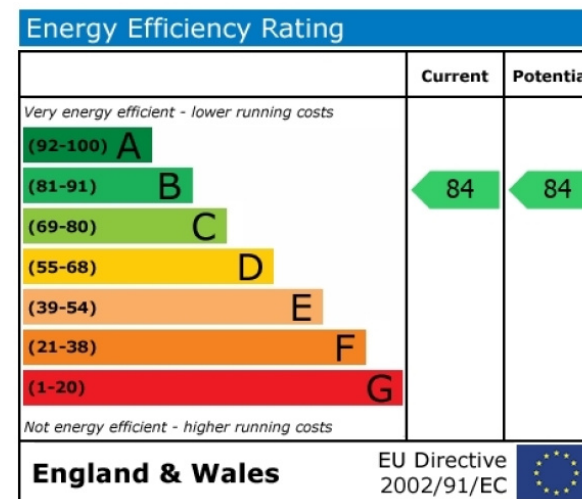 Energy Efficiency Rating
Current Potentia
Very energy efficient - lower running costs
(92-100) A
(81-91) B 84 84
(69-80) C
(55-68) D
(39-54) E
(21-38) F
(1-20) G
Not energy efficient - higher running costs
England & Wales
EU Directive
2002/91/EC